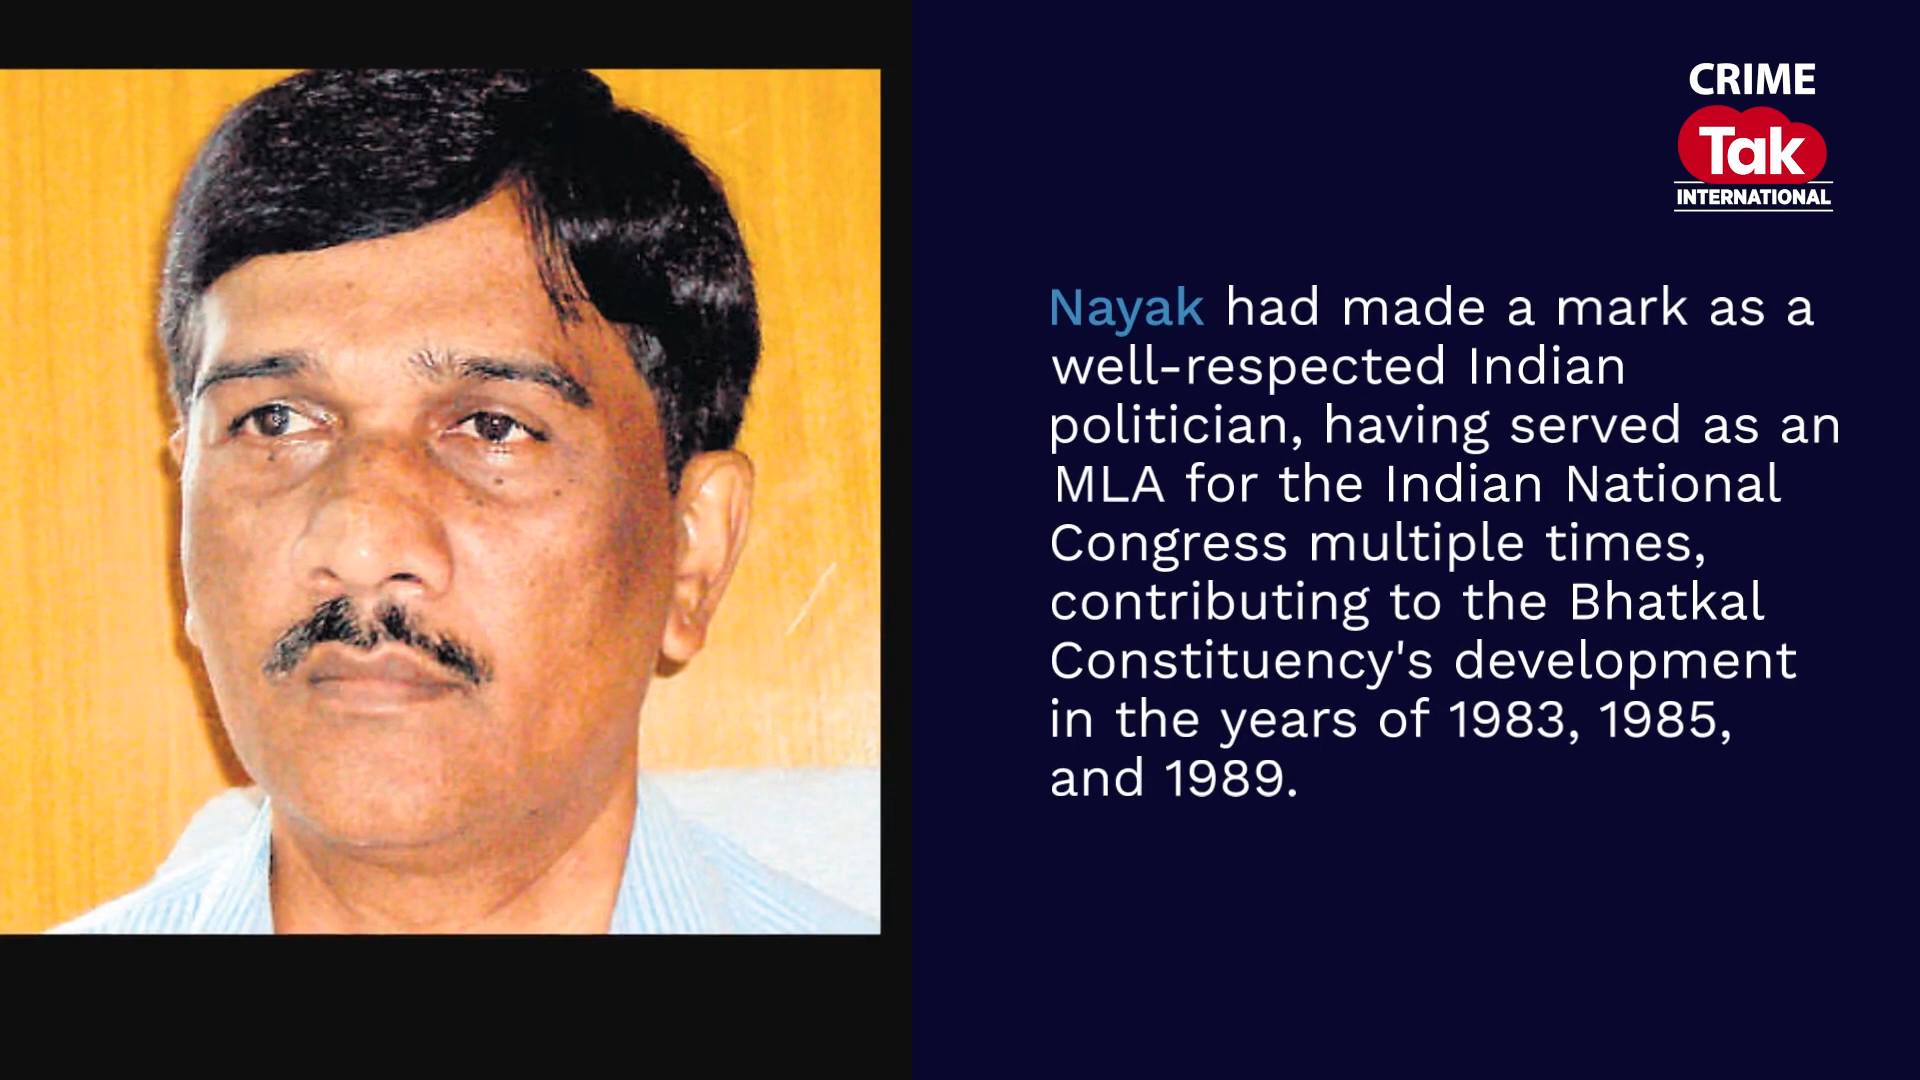 CRIME
Tak
INTERNATIONAL
Nayak had made a mark as a
well-respected Indian
politician, having served as an
MLA for the Indian National
Congress multiple times,
contributing to the Bhatkal
Constituency's development
in the years of 1983, 1985,
and 1989.